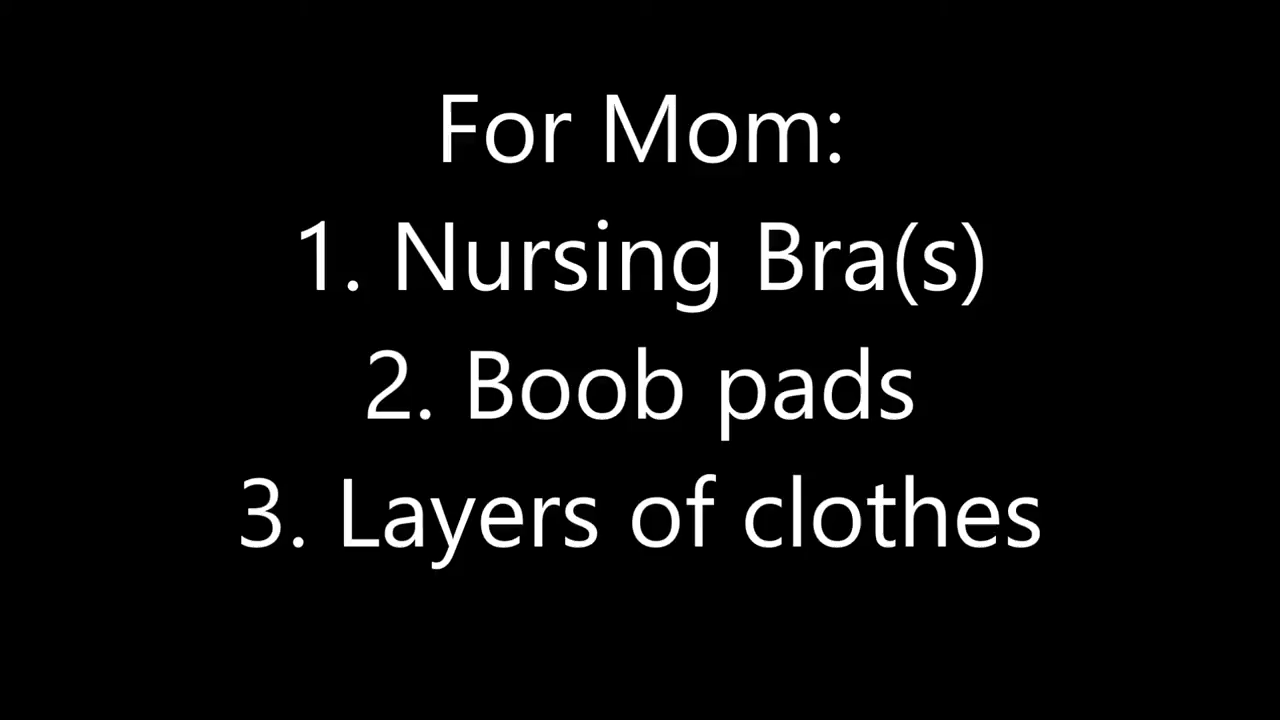 For Mom:
1. Nursing Bra(s)
2. Boob pads
3. Layers of clothes